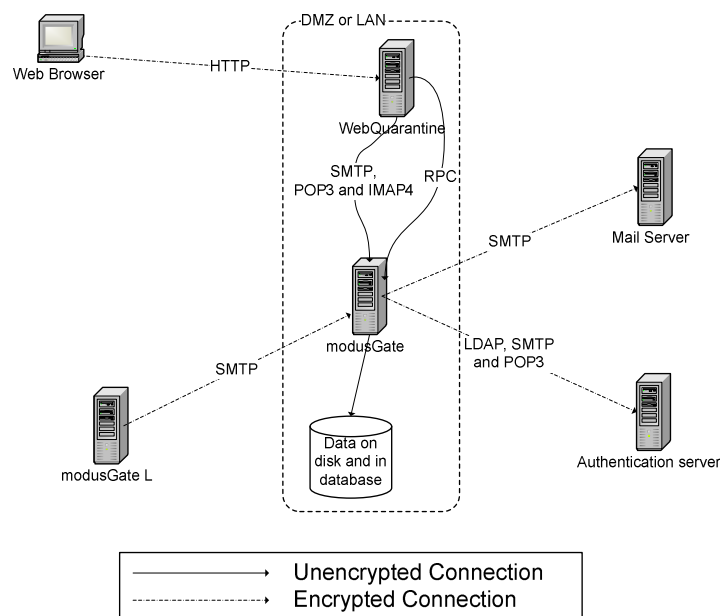 DMZ or LAN
Web Browser
HTTP
WebQuarantine
SMTP,
POP3 and IMAP4
RPC
Mail Server
SMTP
modusGate
LDAP, SMTP
and POP3
SMTP
modusGate L
Data on
disk and in
database
Authentication server
Unencrypted Connection
Encrypted Connection